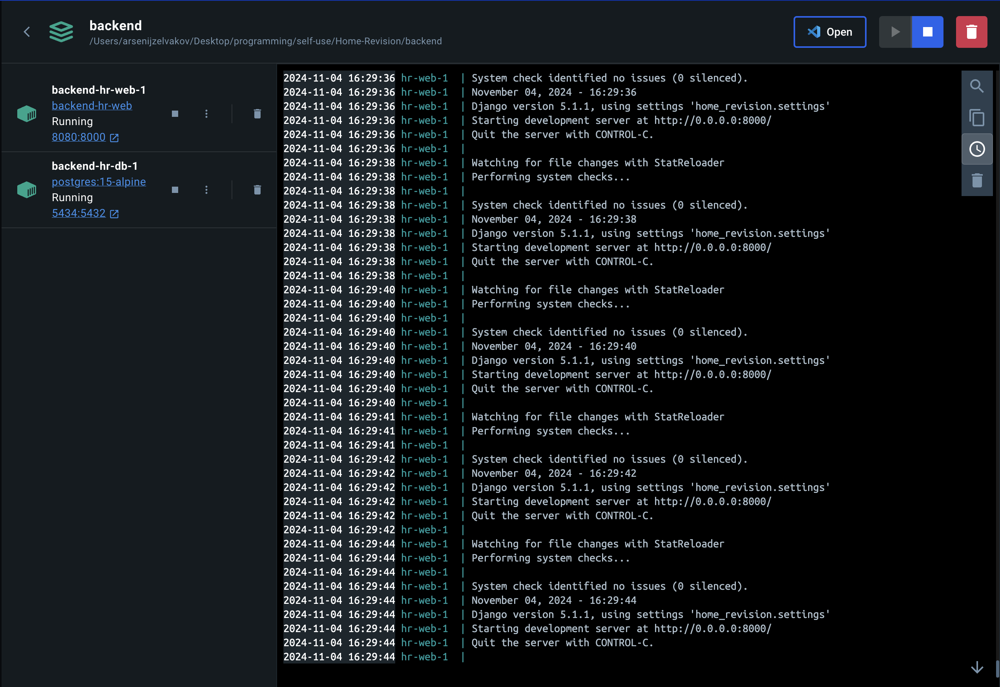 backend
/Users/arsenijzelvakov/Desktop/programming/self-use/Home-Revision/backend
Open
backend-hr-web-1
backend-hr-web
Running
8080:8000
backend-hr-db-1
postgres:15-alpine
Running
5434:5432
2024-11-04 16:29:36 hr-web-1 | System check identified no issues (0 silenced).
2024-11-04 16:29:36 hr-web-1 | November 04, 2024 - 16:29:36
2024-11-04 16:29:36 hr-web-1 | Django version 5.1.1, using settings 'home_revision.settings'
2024-11-04 16:29:36 hr-web-1 | Starting development server at http://0.0.0.0:8000/
2024-11-04 16:29:36 hr-web-1 | Quit the server with CONTROL-C.
2024-11-04 16:29:36 hr-web-1 |
2024-11-04 16:29:38 hr-web-1 | Watching for file changes with StatReloader
2024-11-04 16:29:38 hr-web-1 | Performing system checks...
2024-11-04 16:29:38 hr-web-1 |
2024-11-04 16:29:38 hr-web-1 | System check identified no issues (0 silenced).
2024-11-04 16:29:38 hr-web-1 | November 04, 2024 - 16:29:38
2024-11-04 16:29:38 hr-web-1 | Django version 5.1.1, using settings 'home_revision.settings'
2024-11-04 16:29:38 hr-web-1 | Starting development server at http://0.0.0.0:8000/
2024-11-04 16:29:38 hr-web-1 | Quit the server with CONTROL-C.
2024-11-04 16:29:38 hr-web-1 |
2024-11-04 16:29:40 hr-web-1 | Watching for file changes with StatReloader
2024-11-04 16:29:40 hr-web-1 | Performing system checks...
2024-11-04 16:29:40 hr-web-1 |
2024-11-04 16:29:40 hr-web-1 | System check identified no issues (0 silenced).
2024-11-04 16:29:40 hr-web-1 | November 04, 2024 - 16:29:40
2024-11-04 16:29:40 hr-web-1 | Django version 5.1.1, using settings 'home_revision.settings'
2024-11-04 16:29:40 hr-web-1 | Starting development server at http://0.0.0.0:8000/
2024-11-04 16:29:40 hr-web-1 | Quit the server with CONTROL-C.
2024-11-04 16:29:40 hr-web-1 |
2024-11-04 16:29:41 hr-web-1 | Watching for file changes with StatReloader
2024-11-04 16:29:41 hr-web-1 | Performing system checks...
2024-11-04 16:29:41 hr-web-1 |
2024-11-04 16:29:42 hr-web-1 | System check identified no issues (0 silenced).
2024-11-04 16:29:42 hr-web-1 | November 04, 2024 - 16:29:42
2024-11-04 16:29:42 hr-web-1 | Django version 5.1.1, using settings 'home_revision.settings'
2024-11-04 16:29:42 hr-web-1 | Starting development server at http://0.0.0.0:8000/
2024-11-04 16:29:42 hr-web-1 | Quit the server with CONTROL-C.
2024-11-04 16:29:42 hr-web-1 |
2024-11-04 16:29:44 hr-web-1 | Watching for file changes with StatReloader
2024-11-04 16:29:44 hr-web-1 | Performing system checks...
2024-11-04 16:29:44 hr-web-1 |
2024-11-04 16:29:44 hr-web-1 | System check identified no issues (0 silenced).
2024-11-04 16:29:44 hr-web-1 | November 04, 2024 - 16:29:44
2024-11-04 16:29:44 hr-web-1 | Django version 5.1.1, using settings 'home_revision.settings'
2024-11-04 16:29:44 hr-web-1 | Starting development server at http://0.0.0.0:8000/
2024-11-04 16:29:44 hr-web-1 | Quit the server with CONTROL-C.
2024-11-04 16:29:44 hr-web-1 |